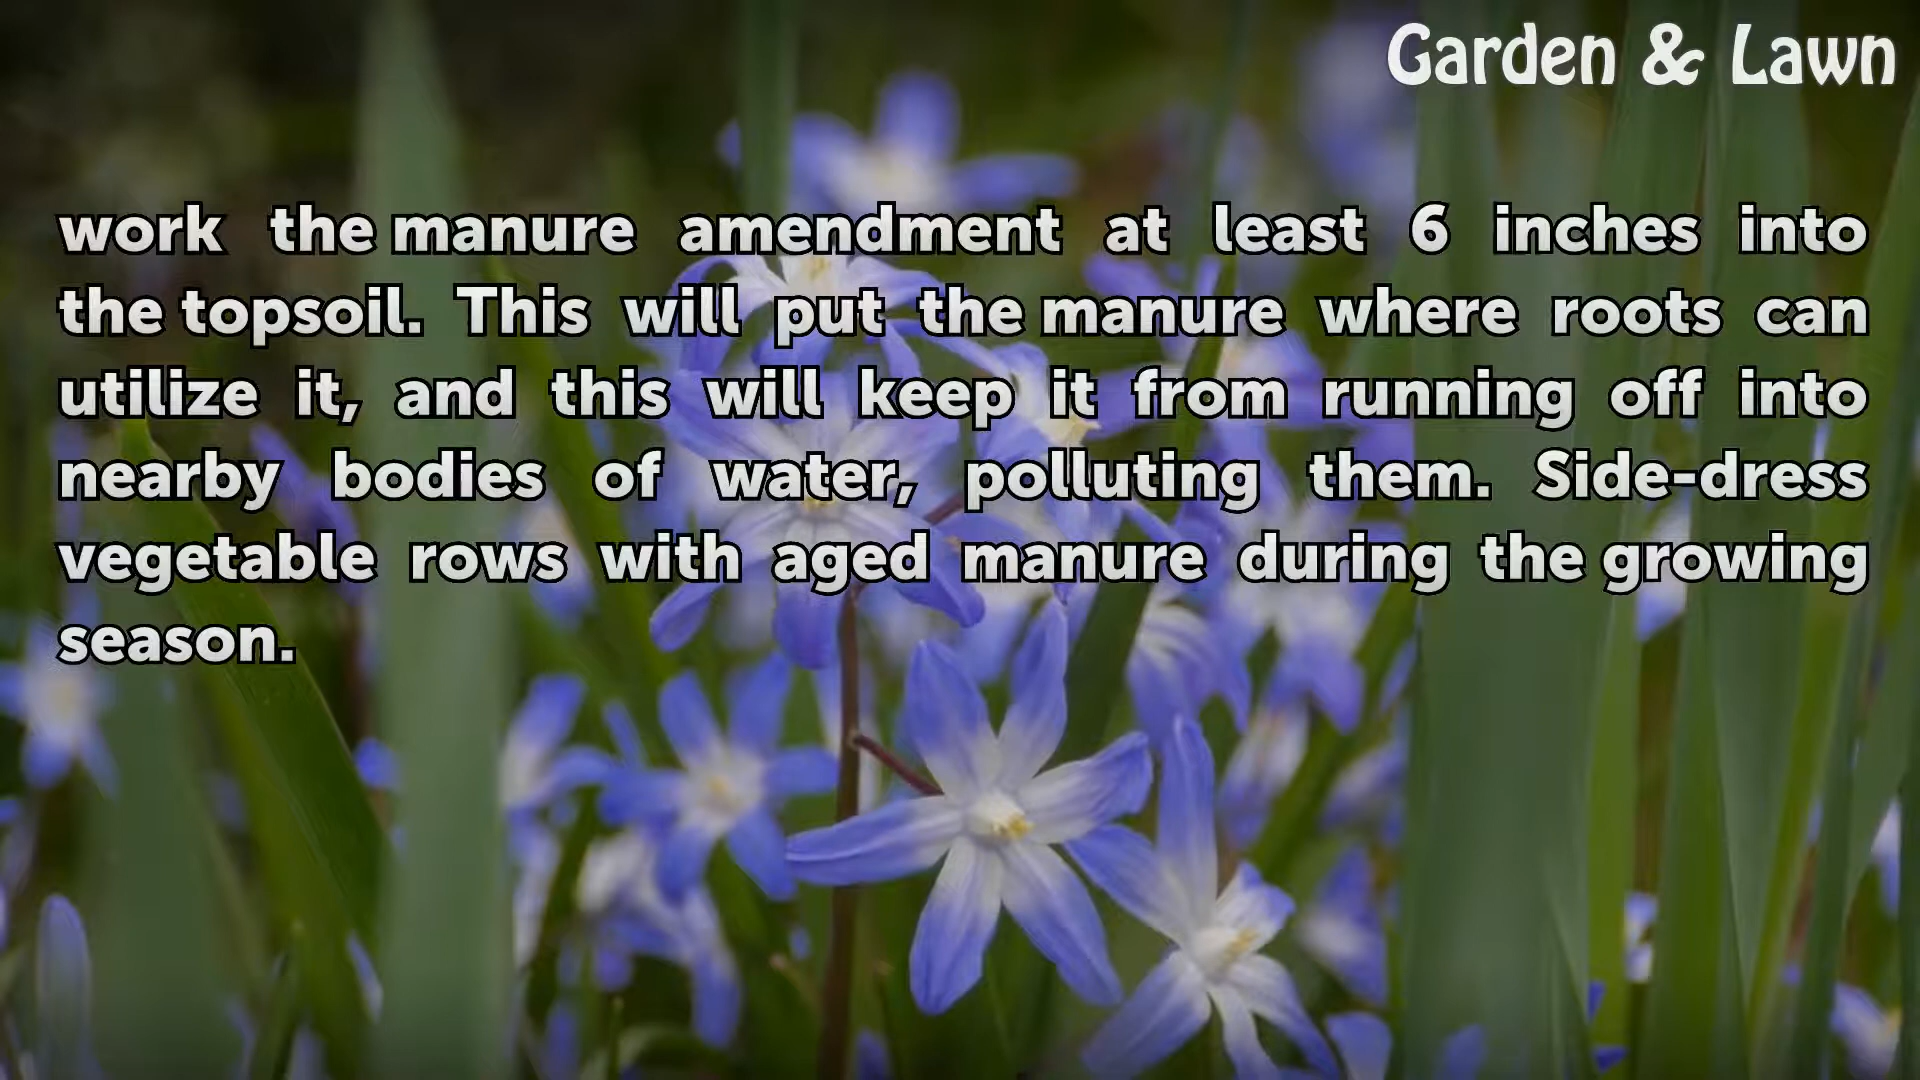 Garden & Lawn
work the manure amendment at least 6 inches into
the topsoil. This will put the manure where roots can
utilize it, and this will keep it from running off into
nearby bodies of water, polluting them. Side-dress
vegetable rows with aged manure during the growing
season.